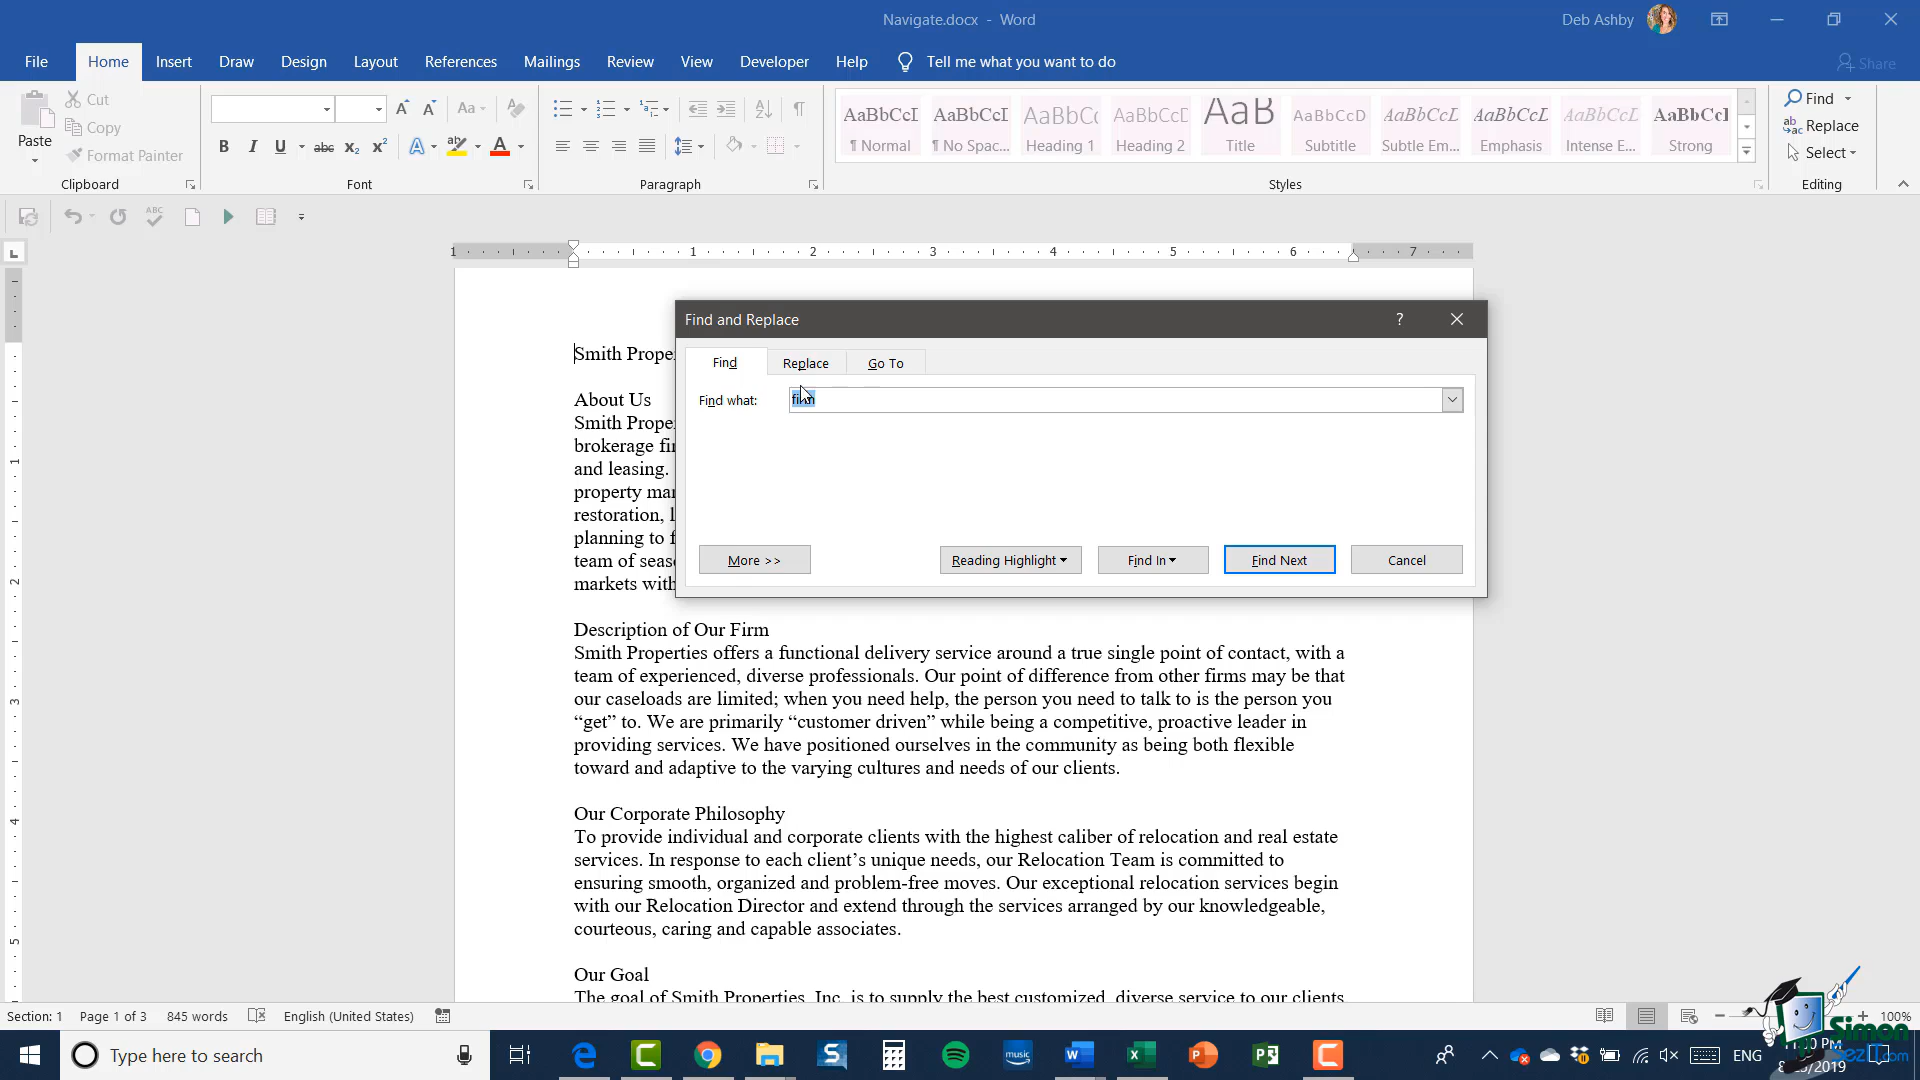 Navigate.docx - Word
Deb Ashby
File
Home
Insert
Draw
Design
Layout
References
Mailings
Review
View
Developer
Help
Tell me what you want to do
Share
Paste
Cut
Copy
Format Painter
Clipboard
Font
Paragraph
AaBbCcI
¶ Normal
AaBbCcI
¶ No Spac...
AaBbCc
Heading 1
AaBbCcD
Heading 2
AaB
Title
AaBbCcD
Subtitle
AaBbCcL
Subtle Em...
AaBbCcL
Emphasis
AaBbCcL
Intense E...
AaBbCcI
Strong
Styles
Find
Replace
Select
Editing
1 1 2 3 4 5 6 7
Find and Replace
Find
Replace
Go To
Find what:
More >>
Reading Highlight
Find In
Find Next
Cancel
Smith Prope
About Us
Smith Prope
brokerage fir
and leasing.
property mar
restoration, l
planning to f
team of seas
markets with
Description of Our Firm
Smith Properties offers a functional delivery service around a true single point of contact, with a
team of experienced, diverse professionals. Our point of difference from other firms may be that
our caseloads are limited; when you need help, the person you need to talk to is the person you
“get” to. We are primarily “customer driven” while being a competitive, proactive leader in
providing services. We have positioned ourselves in the community as being both flexible
toward and adaptive to the varying cultures and needs of our clients.
Our Corporate Philosophy
To provide individual and corporate clients with the highest caliber of relocation and real estate
services. In response to each client’s unique needs, our Relocation Team is committed to
ensuring smooth, organized and problem-free moves. Our exceptional relocation services begin
with our Relocation Director and extend through the services arranged by our knowledgeable,
courteous, caring and capable associates.
Our Goal
The goal of Smith Properties, Inc. is to supply the best customized, diverse service to our clients
Section: 1
Page 1 of 3
845 words
English (United States)
100%
Type here to search
music
ENG
Simon
SezIT.com